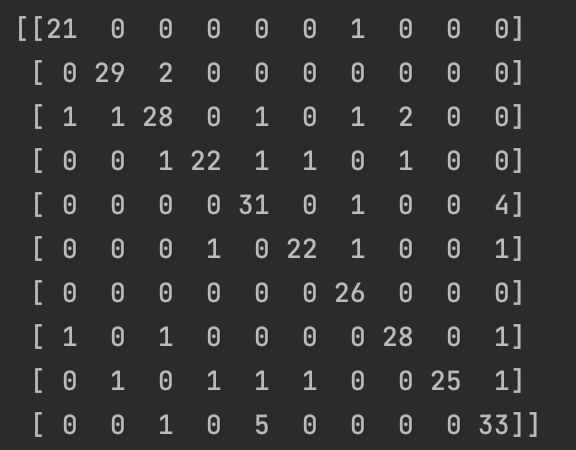 [[21  0  0  0  0  0  1  0  0  0]
 [ 0 29  2  0  0  0  0  0  0  0]
 [ 1  1 28  0  1  0  1  2  0  0]
 [ 0  0  1 22  1  1  0  1  0  0]
 [ 0  0  0  0 31  0  1  0  0  4]
 [ 0  0  0  1  0 22  1  0  0  1]
 [ 0  0  0  0  0  0 26  0  0  0]
 [ 1  0  1  0  0  0  0 28  0  1]
 [ 0  1  0  1  1  1  0  0 25  1]
 [ 0  0  1  0  5  0  0  0  0 33]]